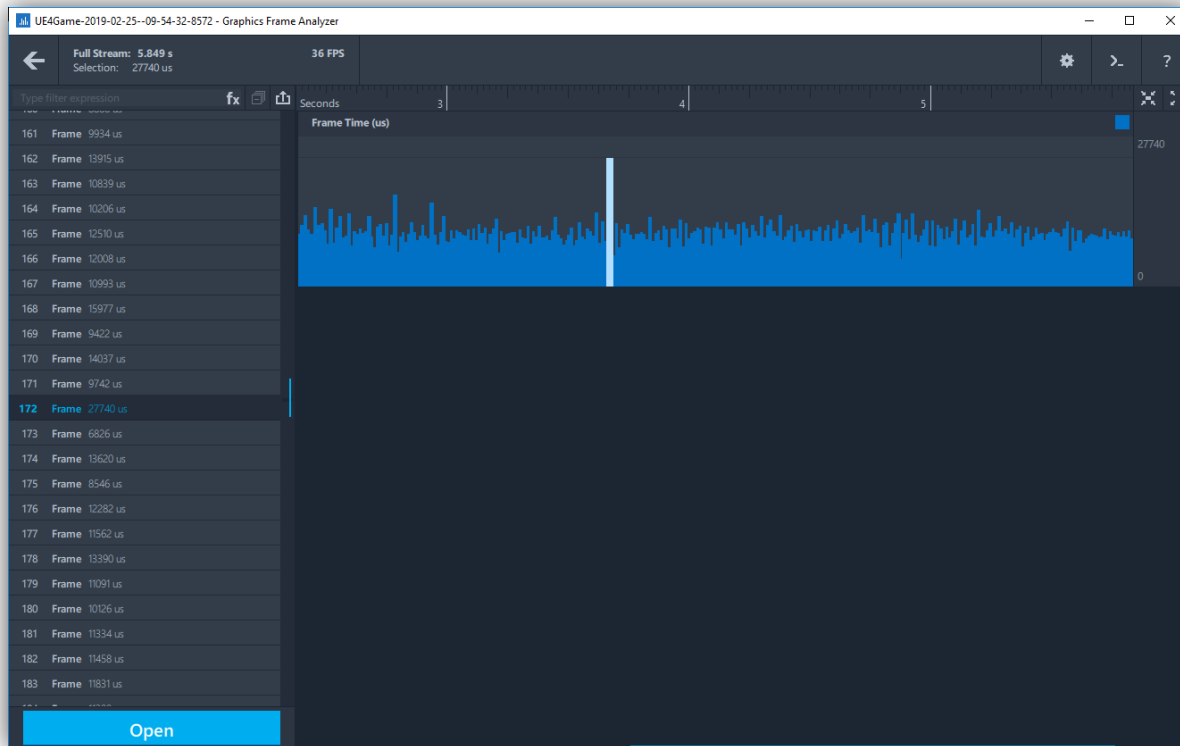 UE4Game-2019-02-25--09-54-32-8572 - Graphics Frame Analyzer
Full Stream: 5.849 s
Selection: 27740 us
36 FPS
>_
?
Type filter expression
fx
Seconds
3
4
5
Frame Time (us)
27740
0
161 Frame 9934 us
162 Frame 13915 us
163 Frame 10839 us
164 Frame 10206 us
165 Frame 12510 us
166 Frame 12008 us
167 Frame 10993 us
168 Frame 15977 us
169 Frame 9422 us
170 Frame 14037 us
171 Frame 9742 us
172 Frame 27740 us
173 Frame 6826 us
174 Frame 13620 us
175 Frame 8546 us
176 Frame 12282 us
177 Frame 11562 us
178 Frame 13390 us
179 Frame 11091 us
180 Frame 10126 us
181 Frame 11334 us
182 Frame 11458 us
183 Frame 11831 us
Open